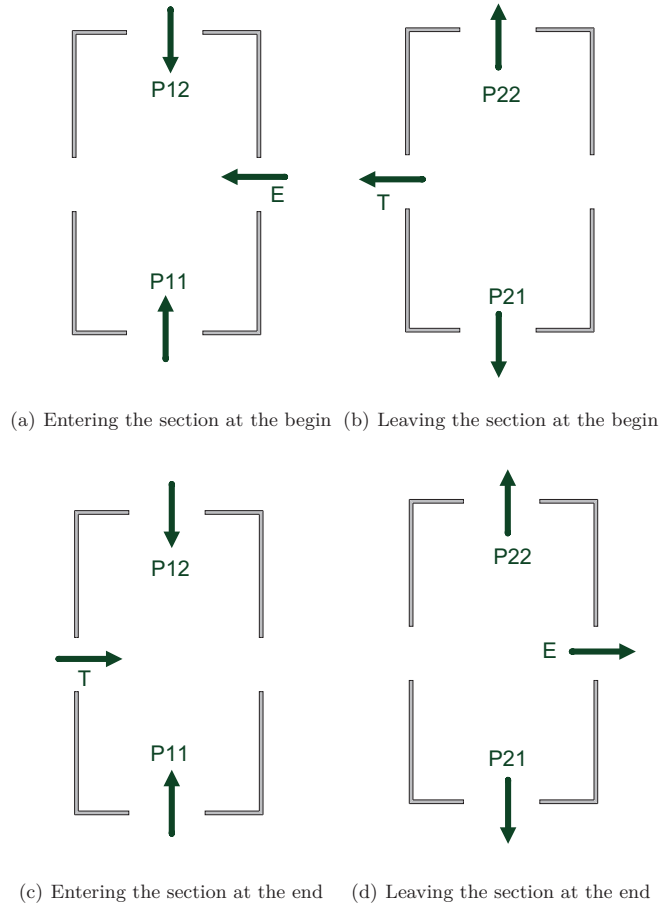 P12
E
P11
P22
T
P21
(a) Entering the section at the begin
(b) Leaving the section at the begin
P12
T
P11
P22
E
P21
(c) Entering the section at the end
(d) Leaving the section at the end